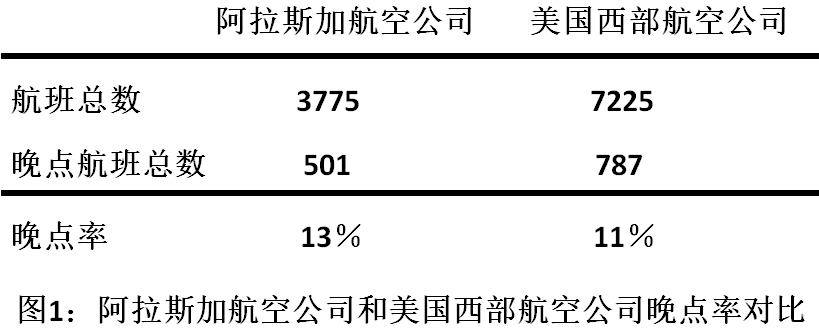 阿拉斯加航空公司 美国西部航空公司
航班总数 3775 7225
晚点航班总数 501 787
晚点率 13% 11%
图1：阿拉斯加航空公司和美国西部航空公司晚点率对比